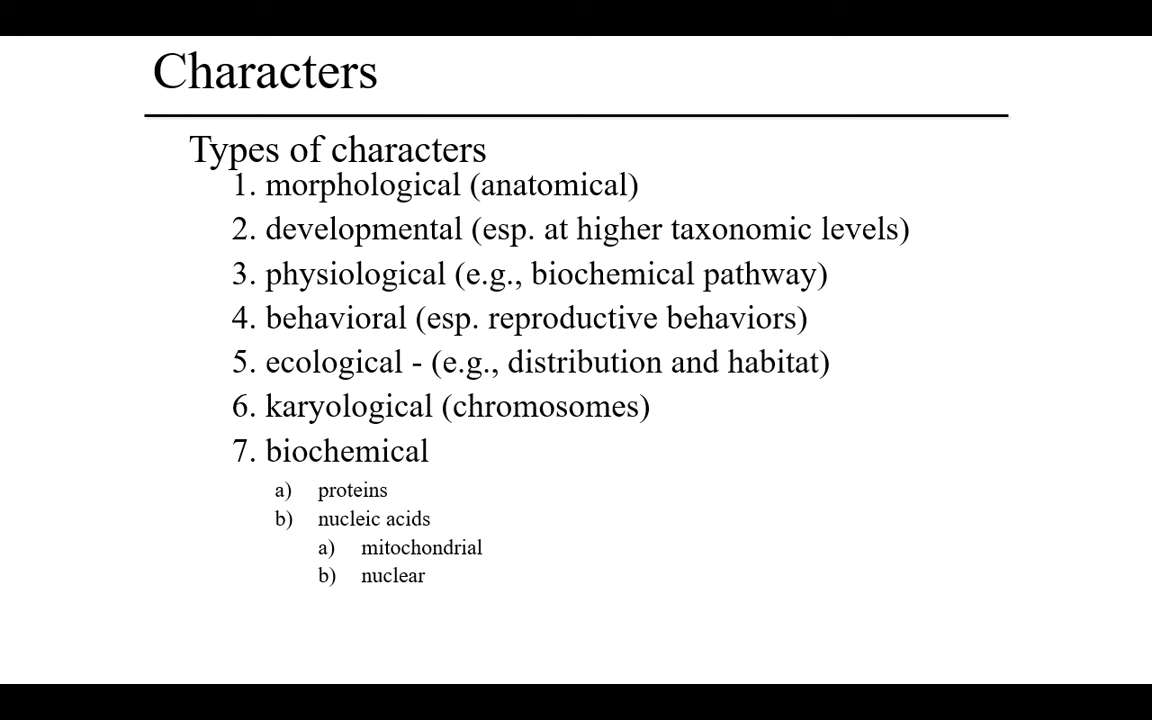 Characters
Types of characters
1. morphological (anatomical)
2. developmental (esp. at higher taxonomic levels)
3. physiological (e.g., biochemical pathway)
4. behavioral (esp. reproductive behaviors)
5. ecological - (e.g., distribution and habitat)
6. karyological (chromosomes)
7. biochemical
a) proteins
b) nucleic acids
a) mitochondrial
b) nuclear